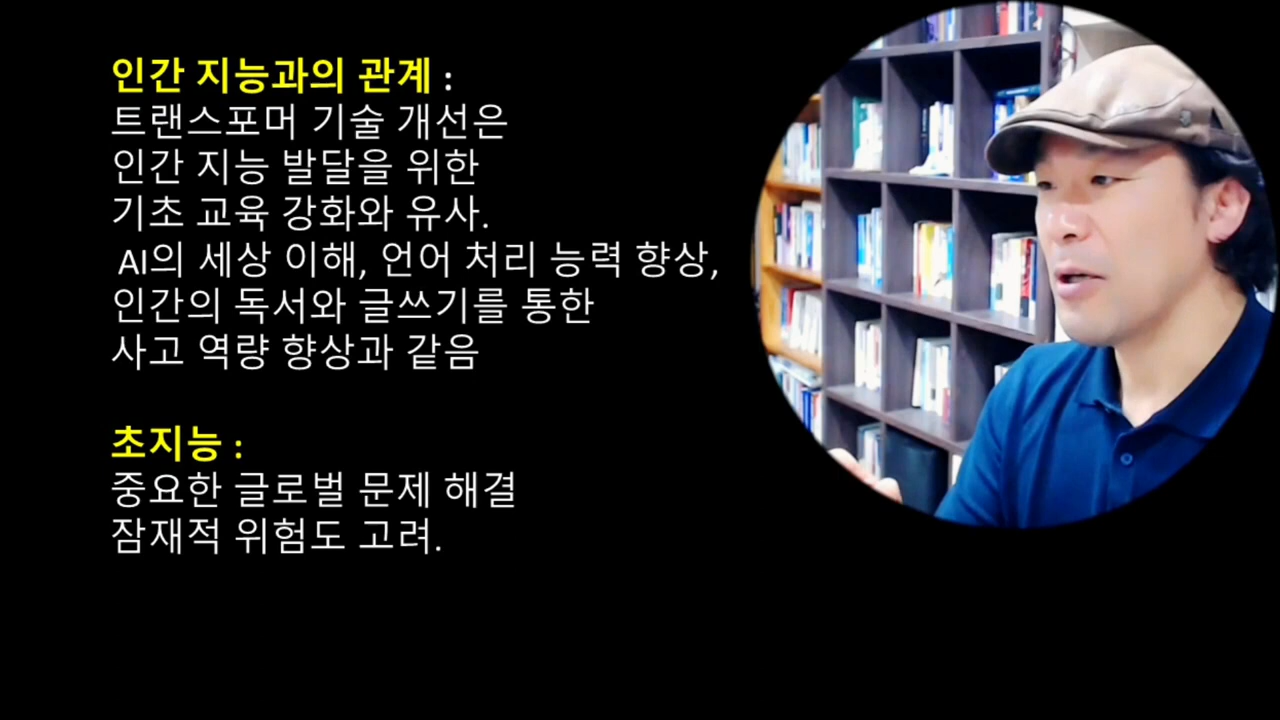 인간 지능과의 관계 :
트랜스포머 기술 개선은
인간 지능 발달을 위한
기초 교육 강화와 유사.
AI의 세상 이해, 언어 처리 능력 향상,
인간의 독서와 글쓰기를 통한
사고 역량 향상과 같음
초지능 :
중요한 글로벌 문제 해결
잠재적 위험도 고려.